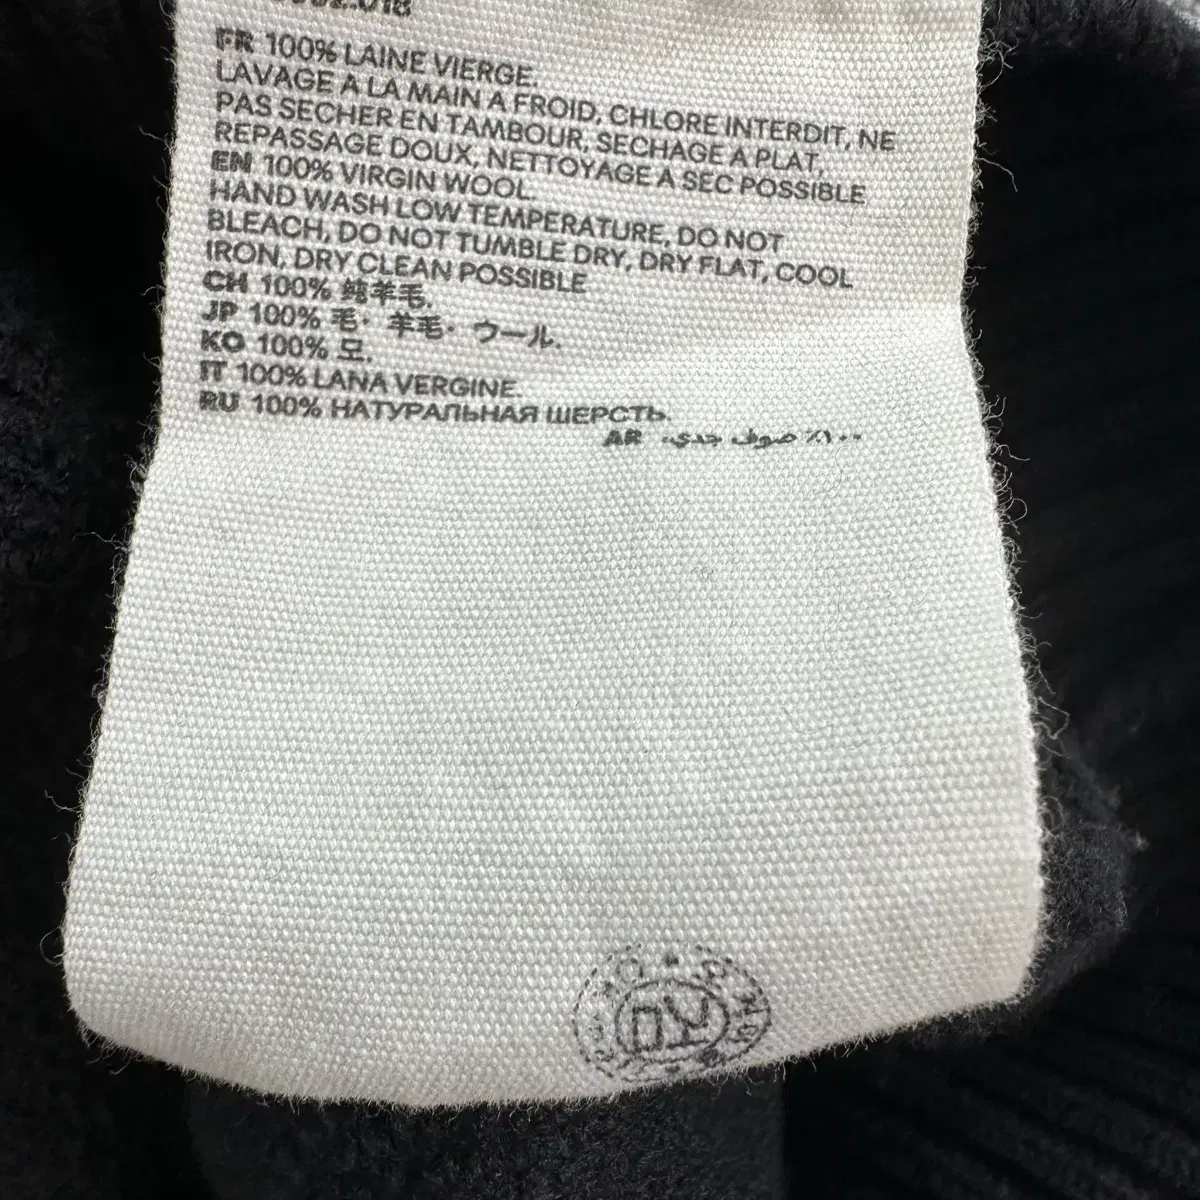 FR 100% LAINE VIERGE.
LAVAGE A LA MAIN A FROID, CHLORE INTERDIT, NE
PAS SECHER EN TAMBOUR, SECHAGE A PLAT,
REPASSAGE DOUX, NETTOYAGE A SEC POSSIBLE
EN 100% VIRGIN WOOL.
HAND WASH LOW TEMPERATURE, DO NOT
BLEACH, DO NOT TUMBLE DRY, DRY FLAT, COOL
IRON, DRY CLEAN POSSIBLE
CH 100% 纯羊毛.
JP 100% 毛· 羊毛· ウール.
KO 100% 모.
IT 100% LANA VERGINE.
RU 100% НАТУРАЛЬНАЯ ШЕРСТЬ.
AR ١٠٠٪ صوف جدي.